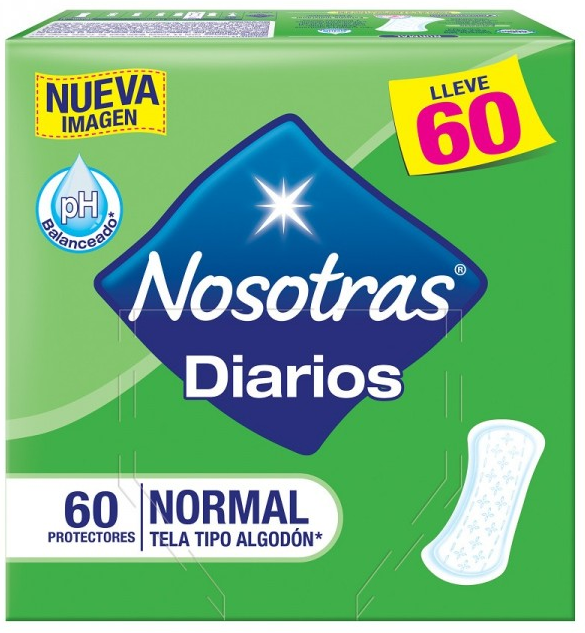 NUEVA
IMAGEN
LLEVE
60
pH
Balanceado*
Nosotras®
Diarios
60
PROTECTORES
NORMAL
TELA TIPO ALGODÓN*